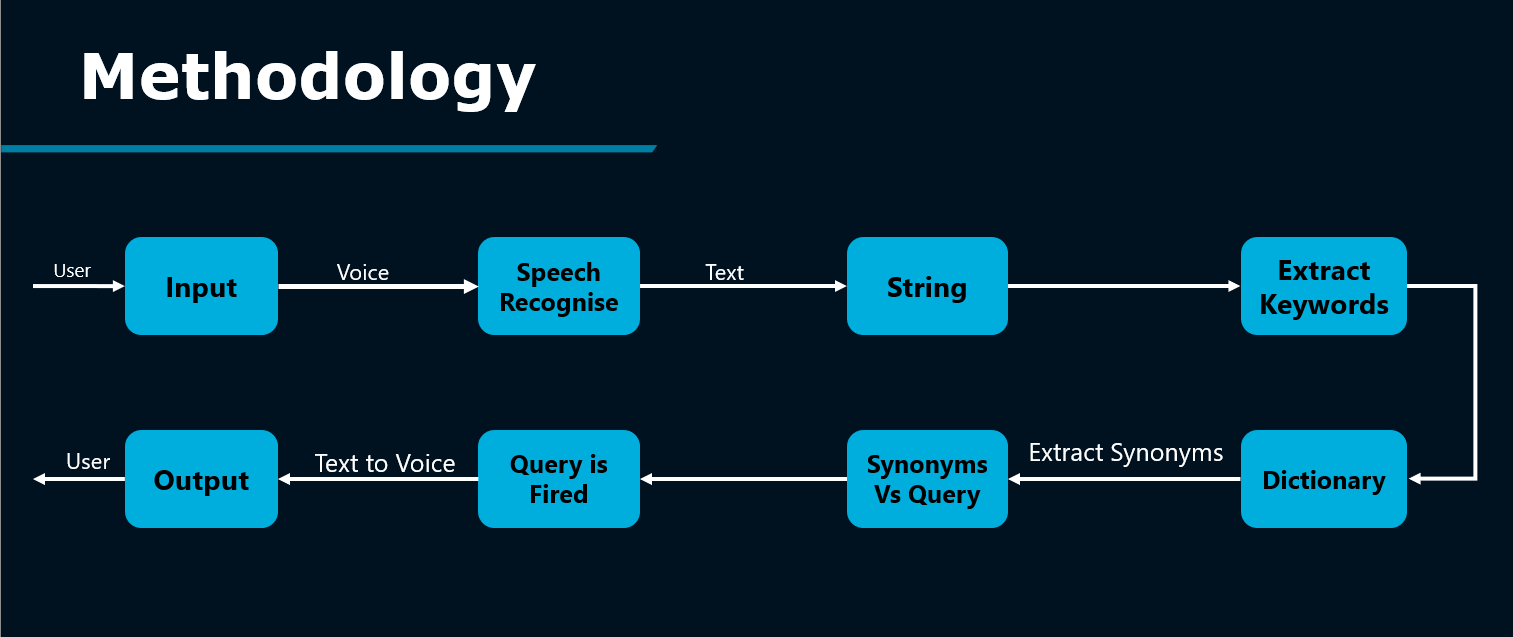 Methodology
User
Input
Voice
Speech
Recognise
Text
String
Extract
Keywords
User
Output
Text to Voice
Query is
Fired
Synonyms
Vs Query
Extract Synonyms
Dictionary